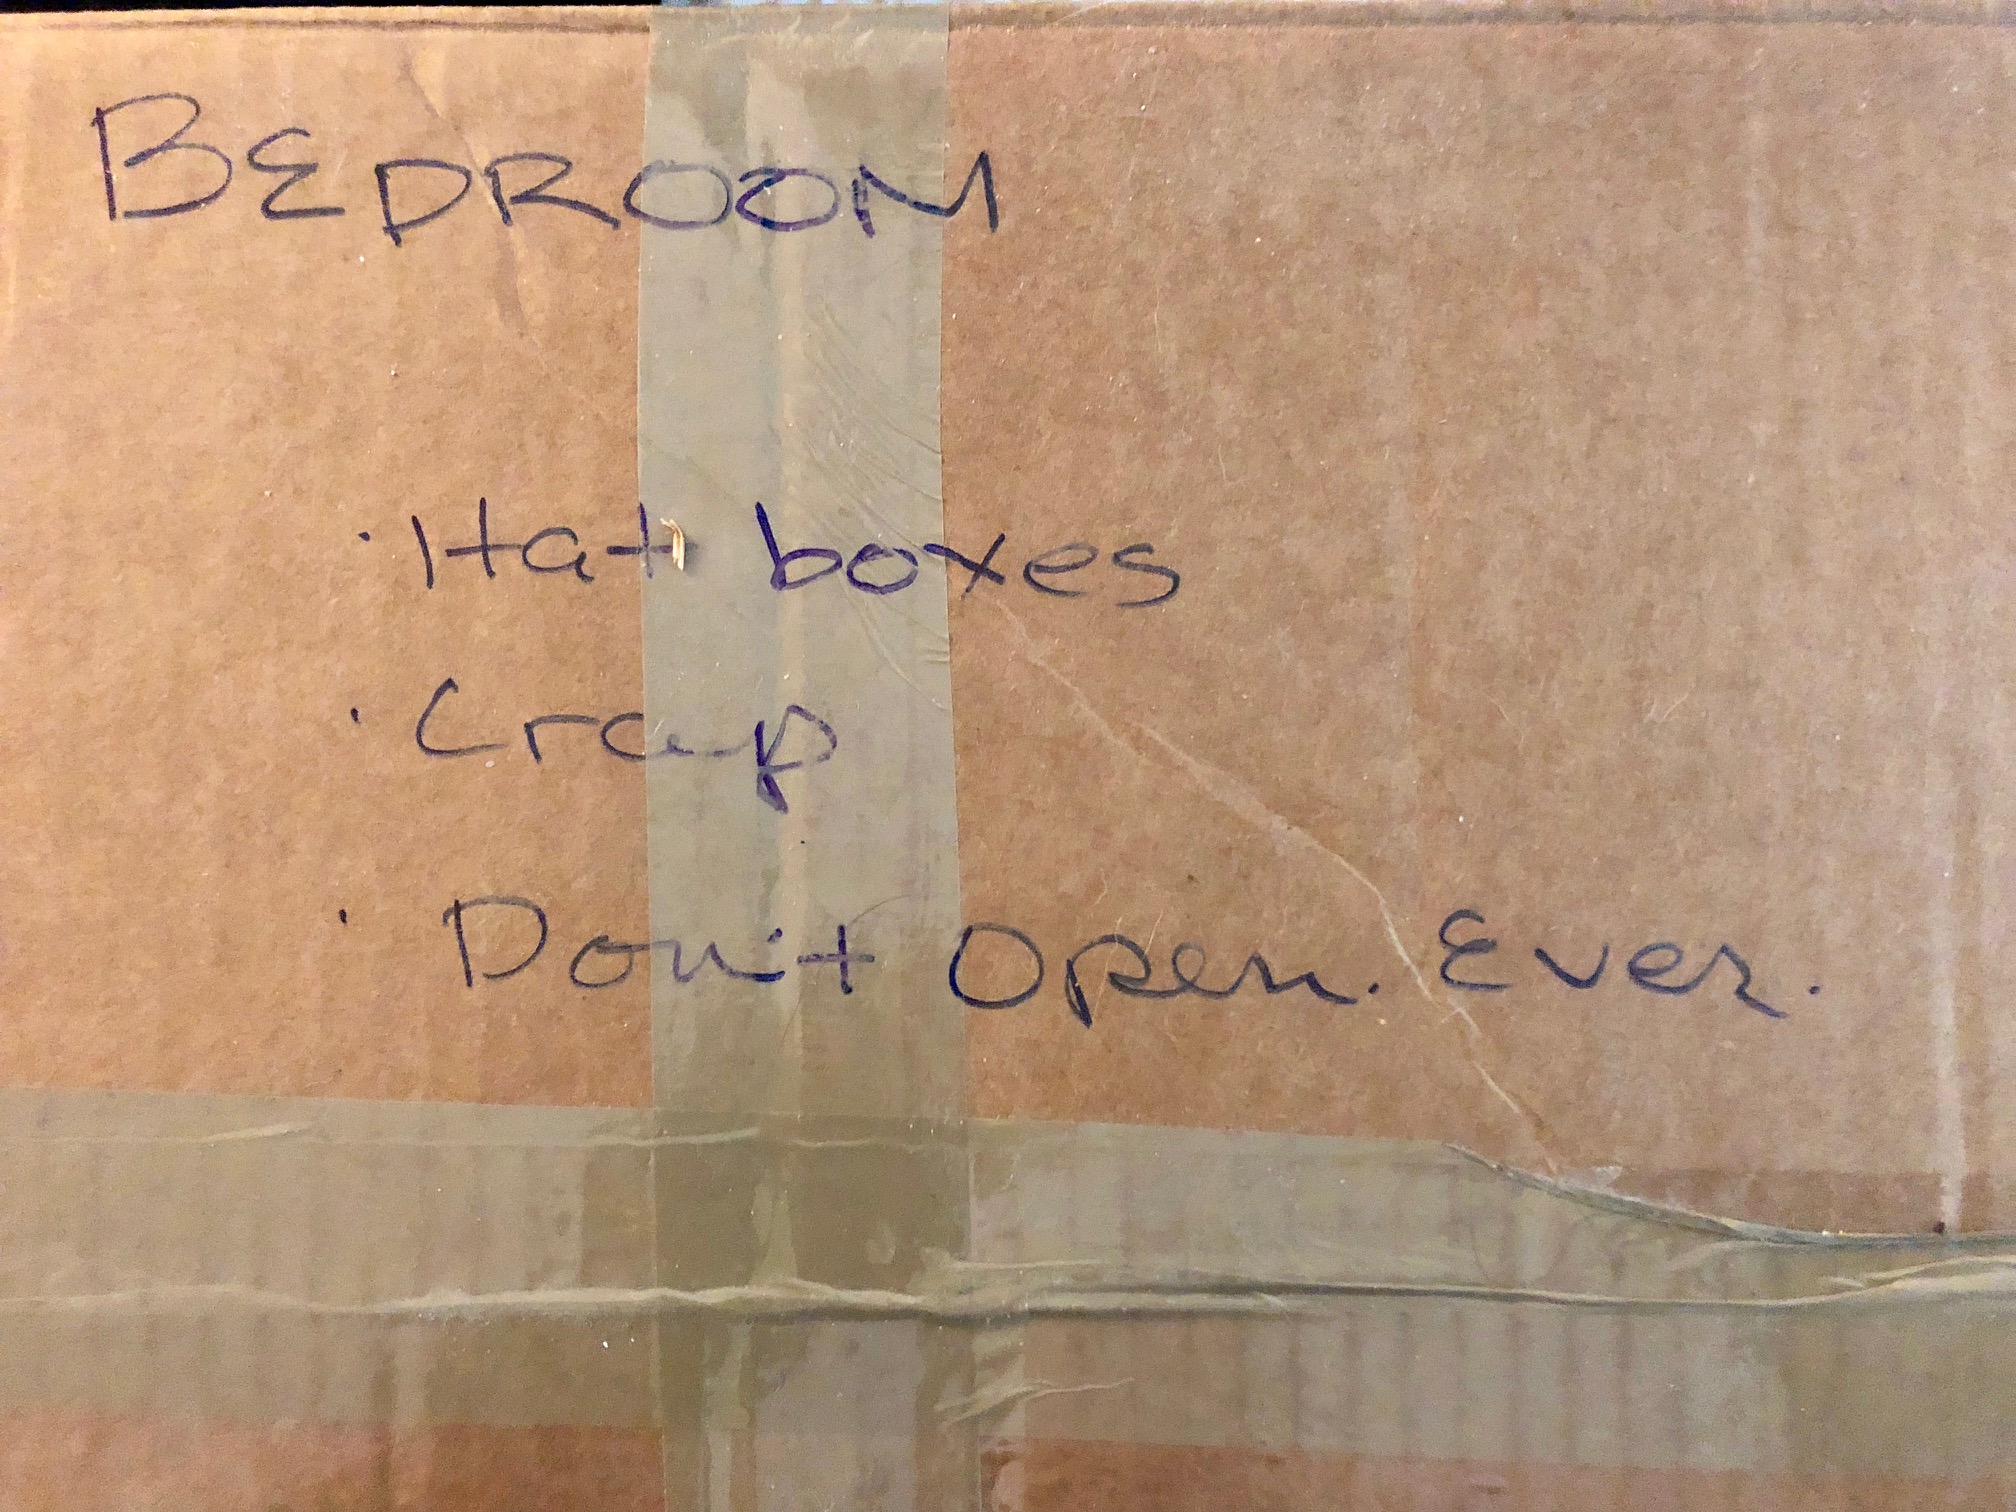 BEDROOM
· Hat boxes
· Crap
· Don't Open. Ever.